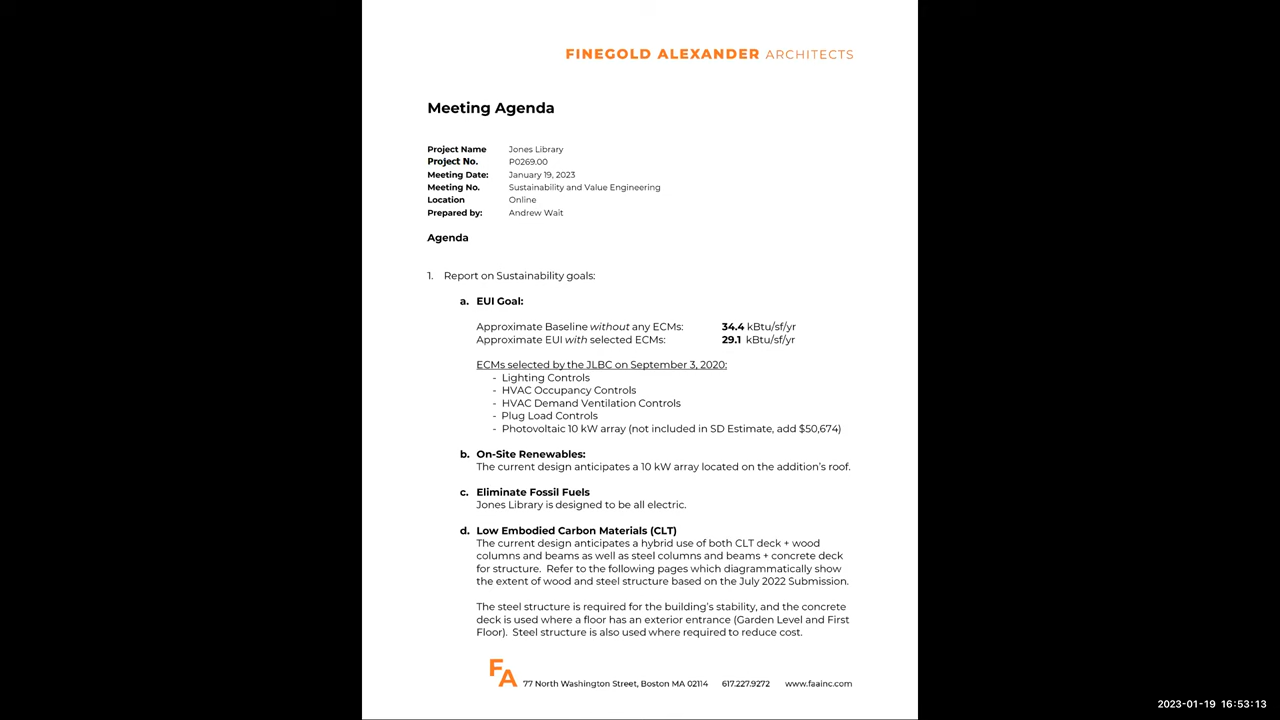 FINEGOLD ALEXANDER ARCHITECTS
Meeting Agenda
Project Name Jones Library
Project No. P0269.00
Meeting Date: January 19, 2023
Meeting No. Sustainability and Value Engineering
Location Online
Prepared by: Andrew Wait
Agenda
1. Report on Sustainability goals:
a. EUI Goal:
Approximate Baseline without any ECMs: 34.4 kBtu/sf/yr
Approximate EUI with selected ECMs: 29.1 kBtu/sf/yr
ECMs selected by the JLBC on September 3, 2020:
- Lighting Controls
- HVAC Occupancy Controls
- HVAC Demand Ventilation Controls
- Plug Load Controls
- Photovoltaic 10 kW array (not included in SD Estimate, add $50,674)
b. On-Site Renewables:
The current design anticipates a 10 kW array located on the addition's roof.
c. Eliminate Fossil Fuels
Jones Library is designed to be all electric.
d. Low Embodied Carbon Materials (CLT)
The current design anticipates a hybrid use of both CLT deck + wood
columns and beams as well as steel columns and beams + concrete deck
for structure. Refer to the following pages which diagrammatically show
the extent of wood and steel structure based on the July 2022 Submission.
The steel structure is required for the building's stability, and the concrete
deck is used where a floor has an exterior entrance (Garden Level and First
Floor). Steel structure is also used where required to reduce cost.
FA 77 North Washington Street, Boston MA 02114 617.227.9272 www.faainc.com
2023-01-19 16:53:13